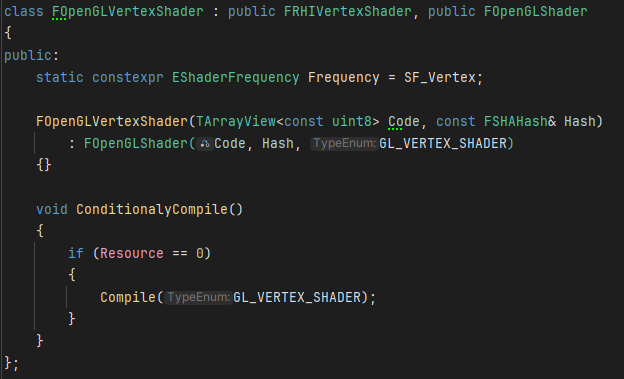 class FOpenGLVertexShader : public FRHIVertexShader, public FOpenGLShader
{
public:
    static constexpr EShaderFrequency Frequency = SF_Vertex;

    FOpenGLVertexShader(TArrayView<const uint8> Code, const FSHAHash& Hash)
        : FOpenGLShader(Code, Hash, TypeEnum: GL_VERTEX_SHADER)
    {}

    void ConditionalyCompile()
    {
        if (Resource == 0)
        {
            Compile(TypeEnum: GL_VERTEX_SHADER);
        }
    }
};